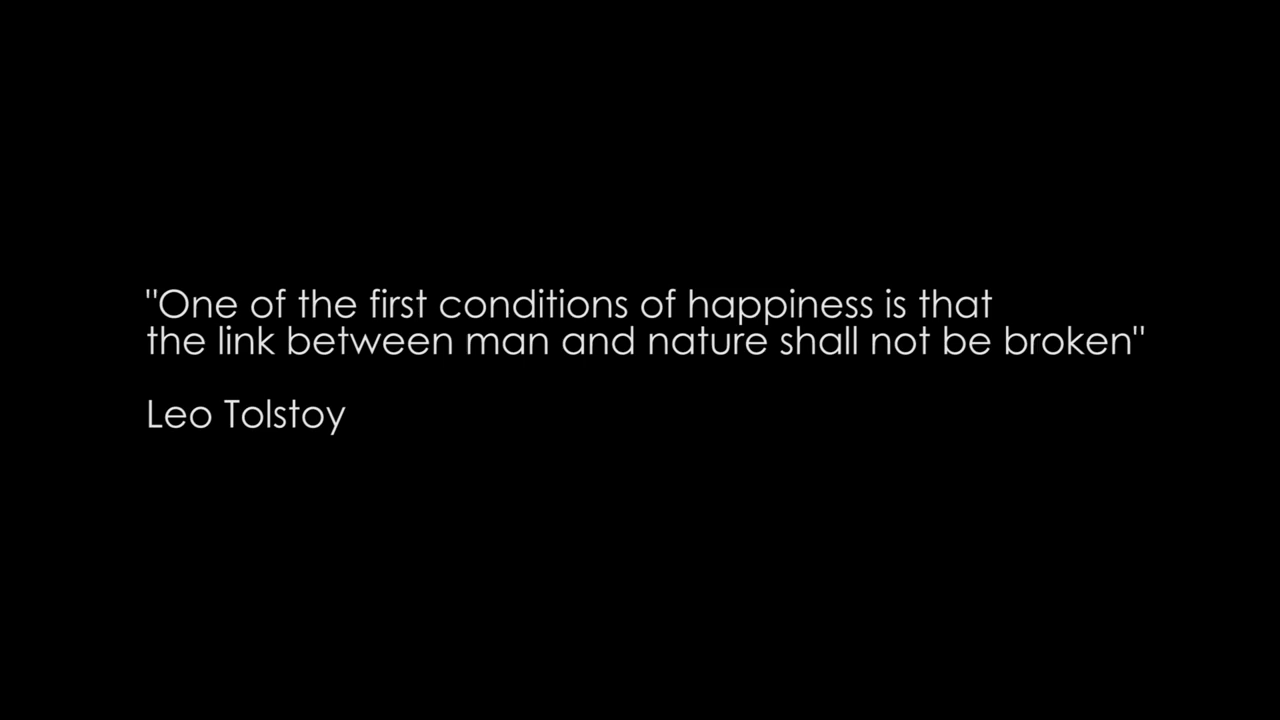 "One of the first conditions of happiness is that
the link between man and nature shall not be broken"
Leo Tolstoy